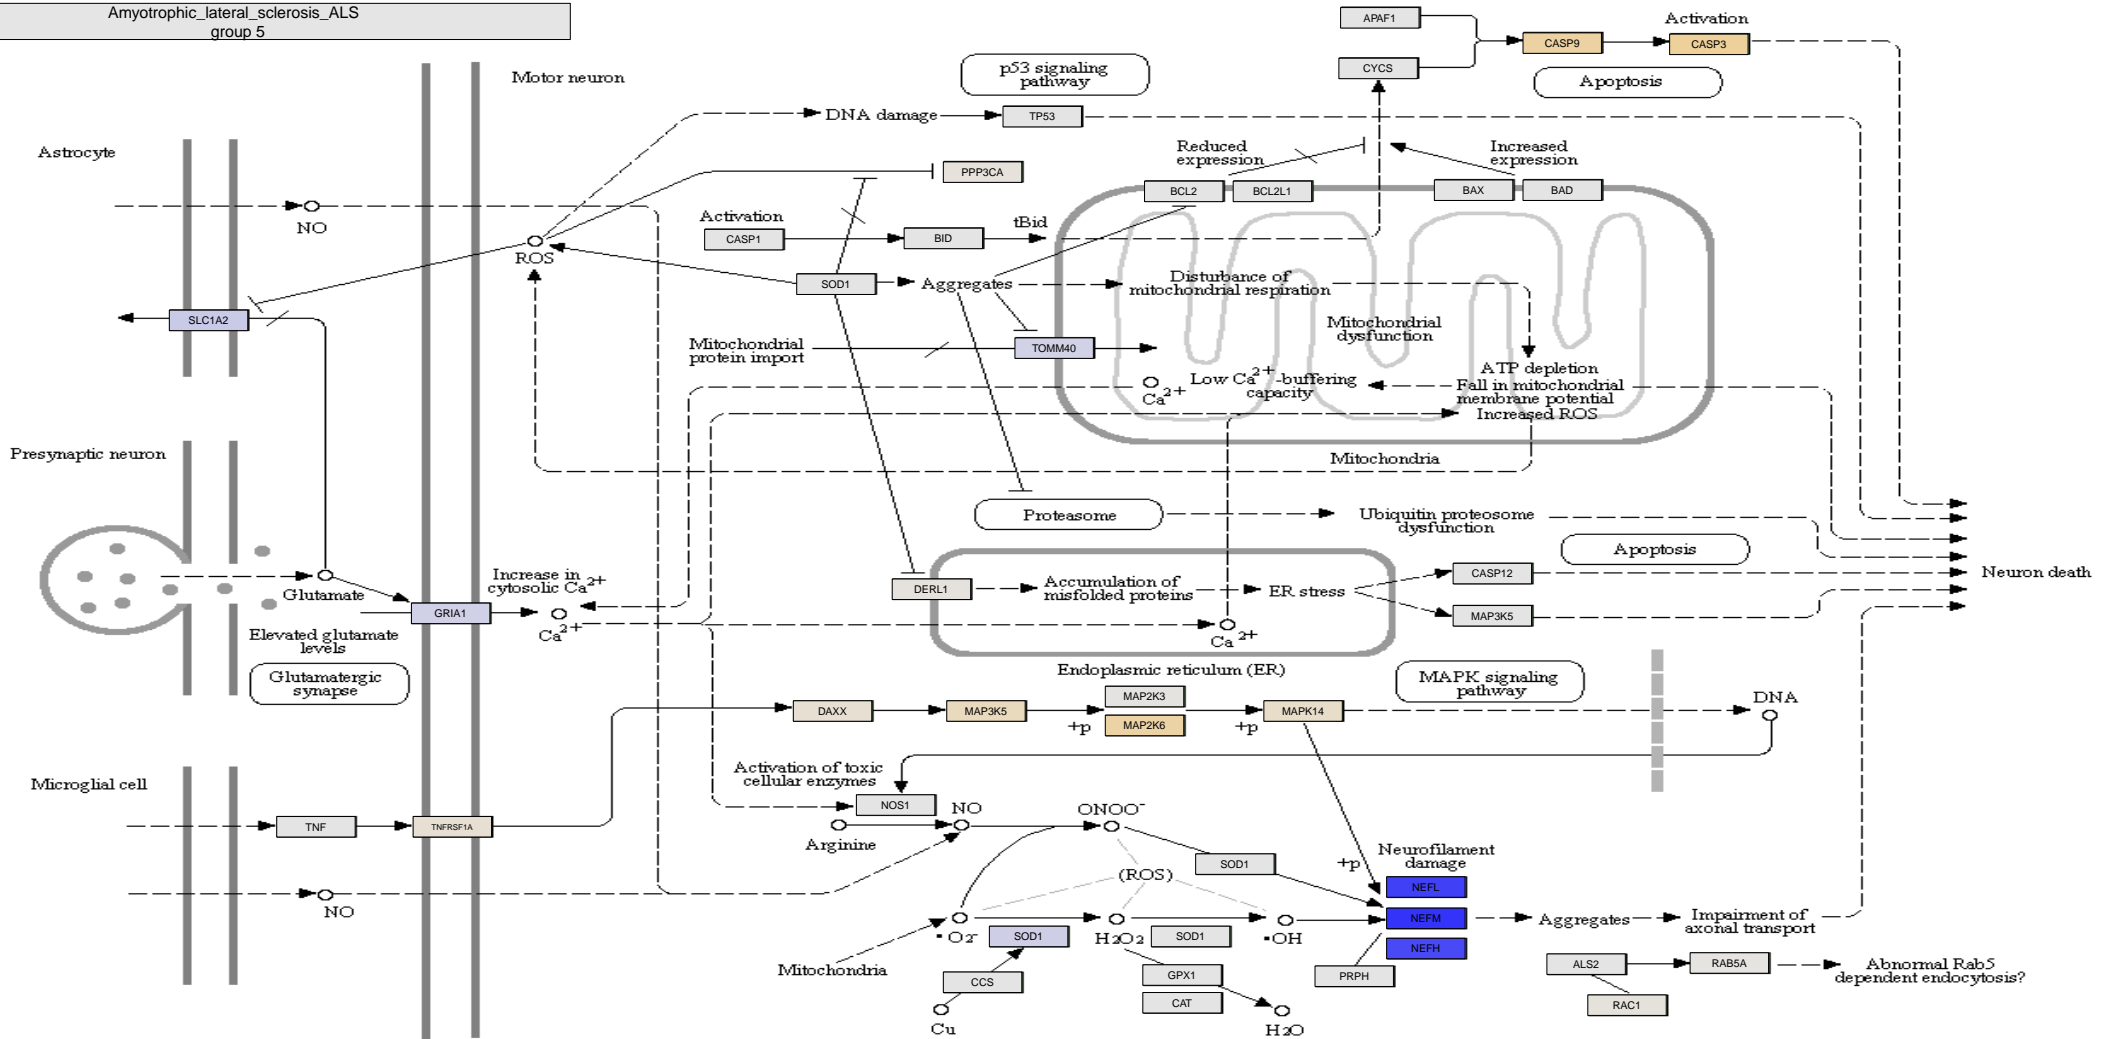 Amyotrophic_lateral_sclerosis_ALS
group 5
APAF1
Activation
CASP9
CASP3
CYCS
Apoptosis
Motor neuron
p53 signaling
pathway
DNA damage
TP53
Astrocyte
Reduced
expression
Increased
expression
PPP3CA
BCL2
BCL2L1
BAX
BAD
NO
Activation
CASP1
BID
tBid
ROS
SOD1
Aggregates
Disturbance of
mitochondrial respiration
SLC1A2
Mitochondrial
dysfunction
Mitochondrial
protein import
TOMM40
ATP depletion
Fall in mitochondrial
membrane potential
Increased ROS
Ca2+
Low Ca2+-buffering
capacity
Presynaptic neuron
Mitochondria
Proteasome
Ubiquitin proteosome
dysfunction
Apoptosis
Glutamate
Increase in
cytosolic Ca2+
DERL1
Accumulation of
misfolded proteins
ER stress
CASP12
Neuron death
GRIA1
Ca2+
Ca2+
MAP3K5
Elevated glutamate
levels
Glutamatergic
synapse
Endoplasmic reticulum (ER)
MAPK signaling
pathway
DNA
DAXX
MAP3K5
+p
MAP2K3
MAP2K6
+p
MAPK14
Microglial cell
Activation of toxic
cellular enzymes
NOS1
NO
ONOO-
TNF
TNFRSF1A
Arginine
SOD1
+p
Neurofilament
damage
(ROS)
NEFL
NO
•O2-
H2O2
•OH
NEFM
Aggregates
Impairment of
axonal transport
SOD1
SOD1
NEFH
Mitochondria
CCS
GPX1
PRPH
ALS2
RAB5A
Abnormal Rab5
dependent endocytosis?
CAT
RAC1
Cu
H2O